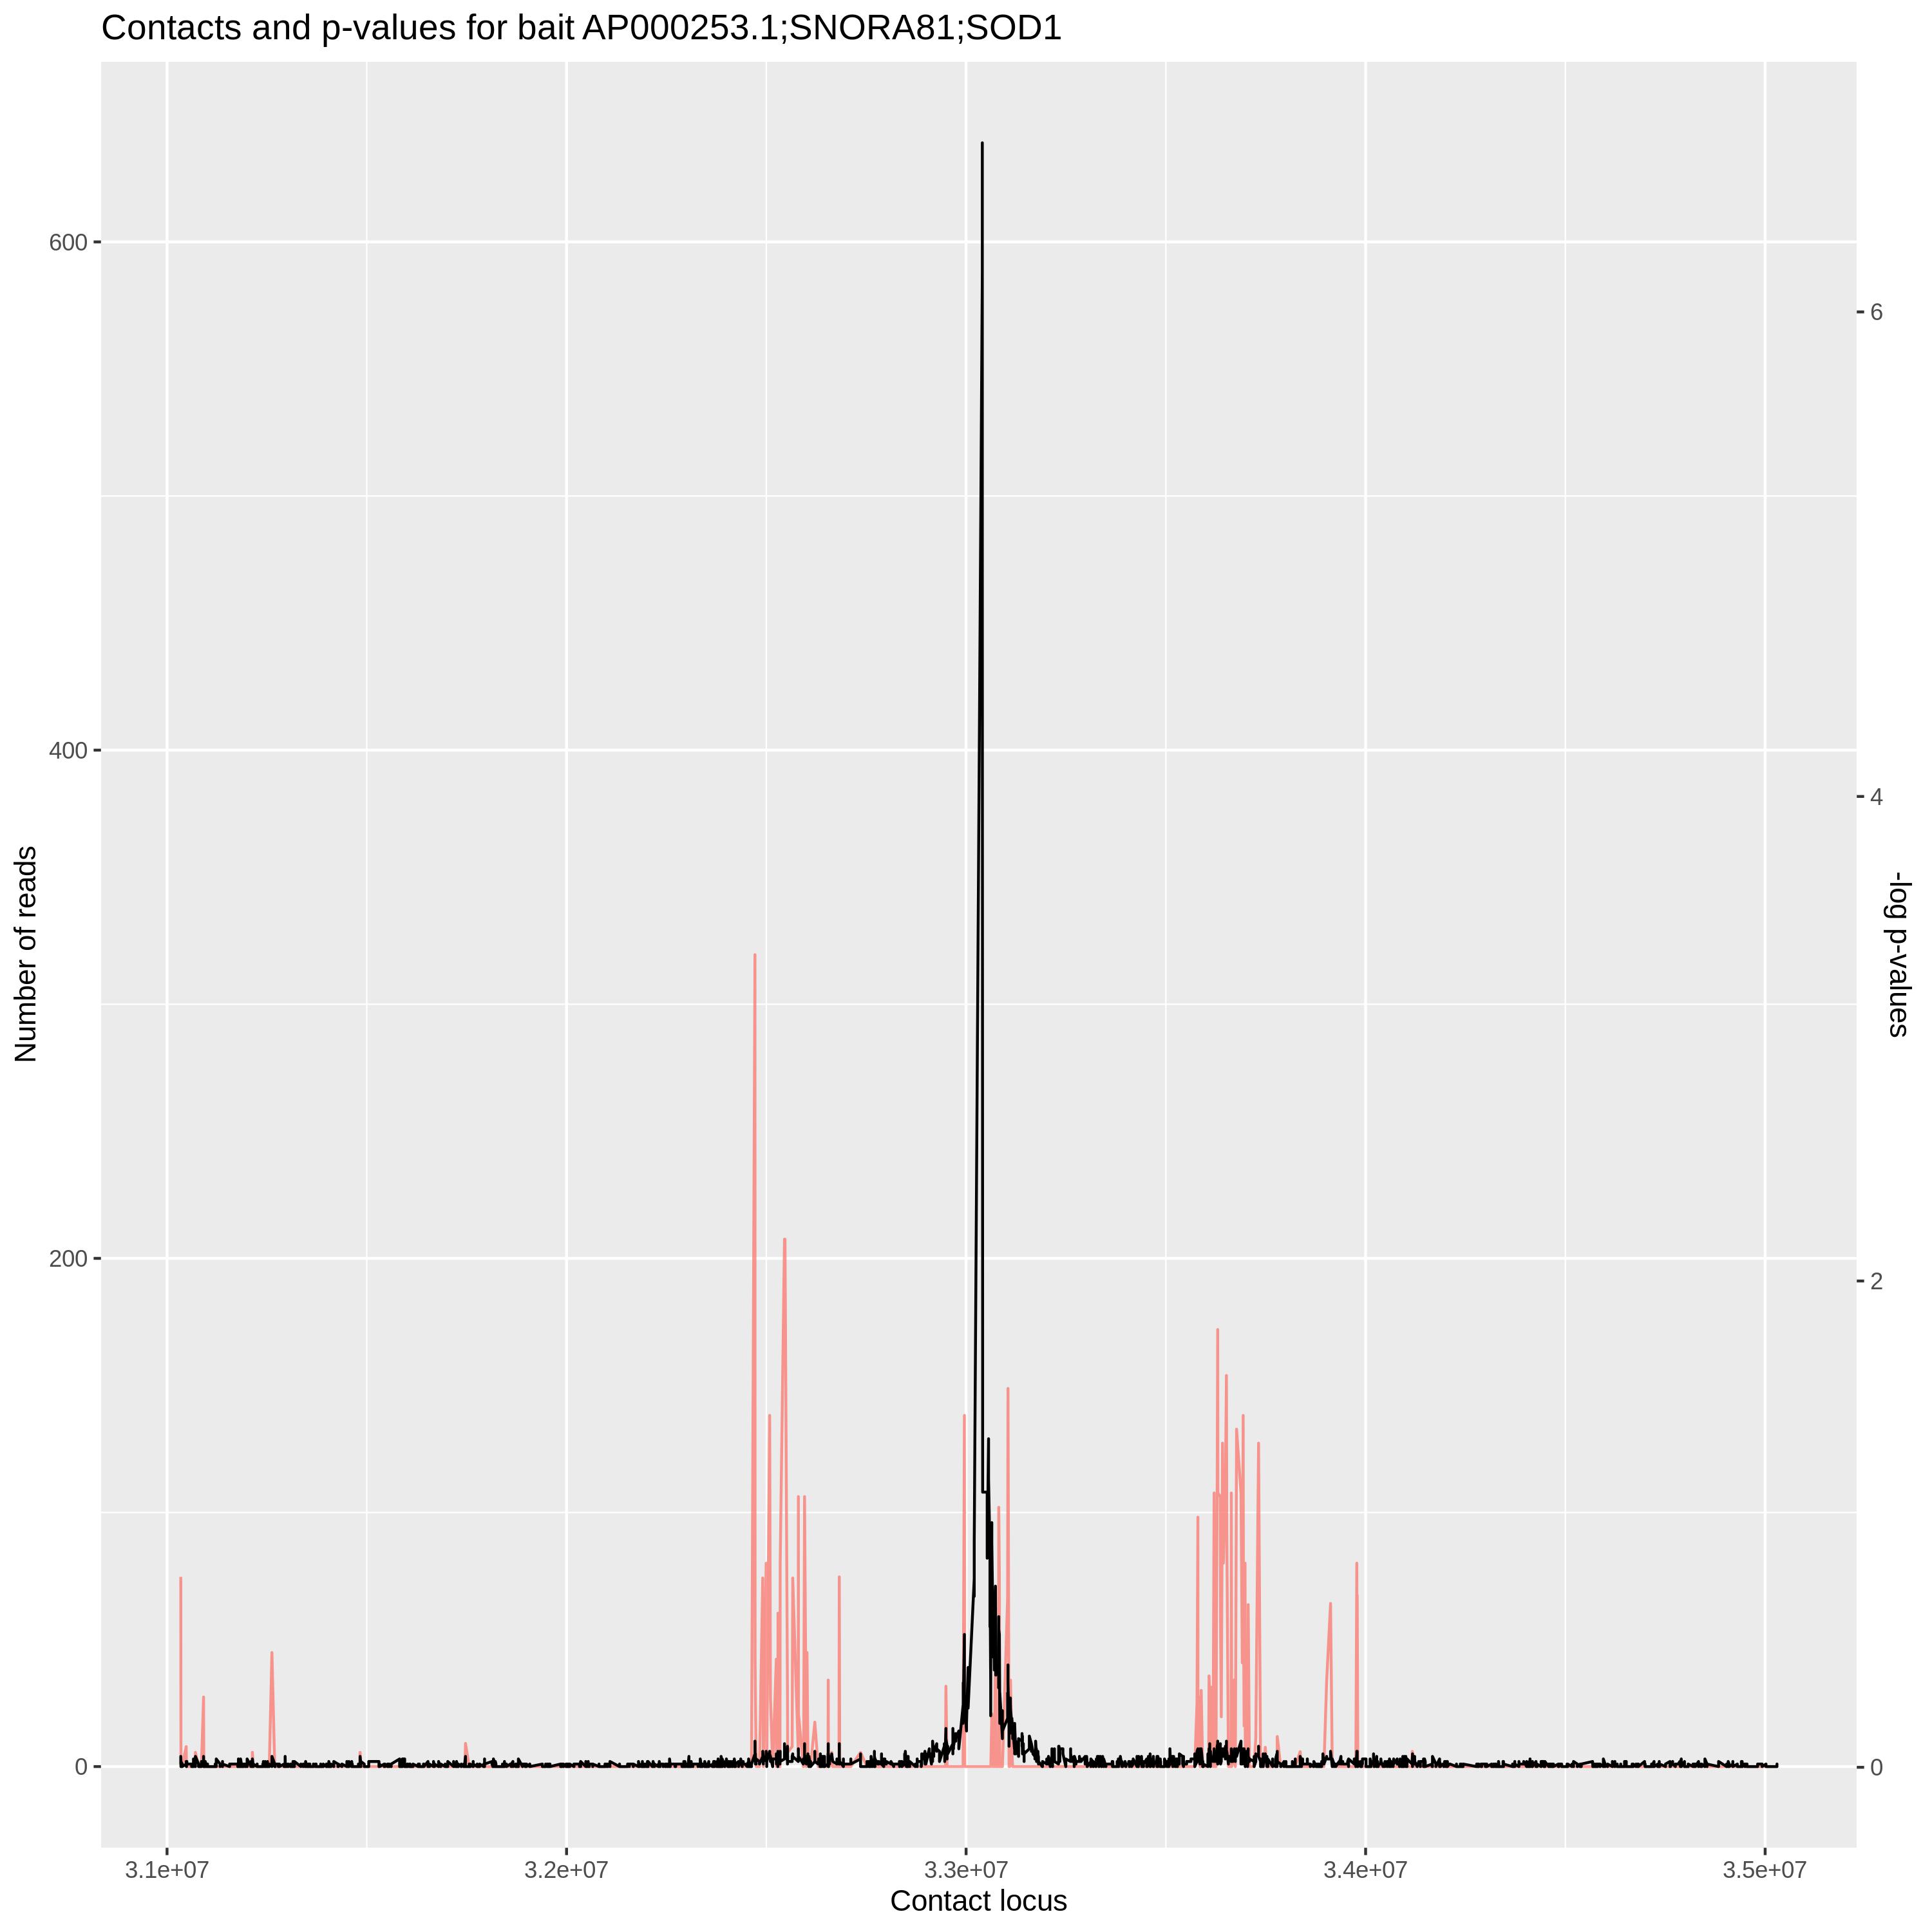 Contacts and p-values for bait AP000253.1;SNORA81;SOD1
600
400
200
0
6
4
2
0
Number of reads
-log p-values
3.1e+07 3.2e+07 3.3e+07 3.4e+07 3.5e+07
Contact locus